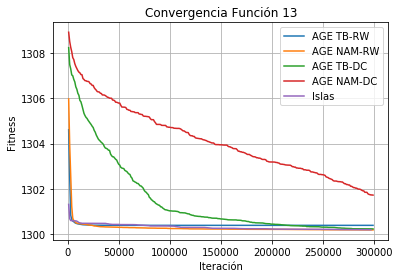 Convergencia Función 13
Fitness
1308
1306
1304
1302
1300
AGE TB-RW
AGE NAM-RW
AGE TB-DC
AGE NAM-DC
Islas
0
50000
100000
150000
200000
250000
300000
Iteración